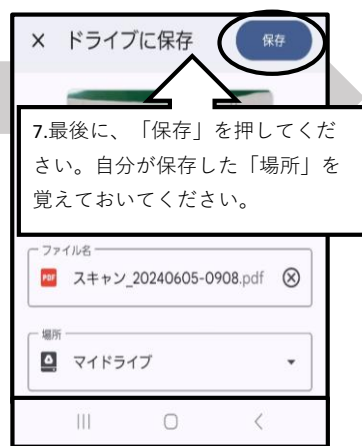 × ドライブに保存
保存
7.最後に、「保存」を押してくだ
さい。自分が保存した「場所」を
覚えておいてください。
ファイル名
PDF スキャン_20240605-0908.pdf
場所
マイドライブ